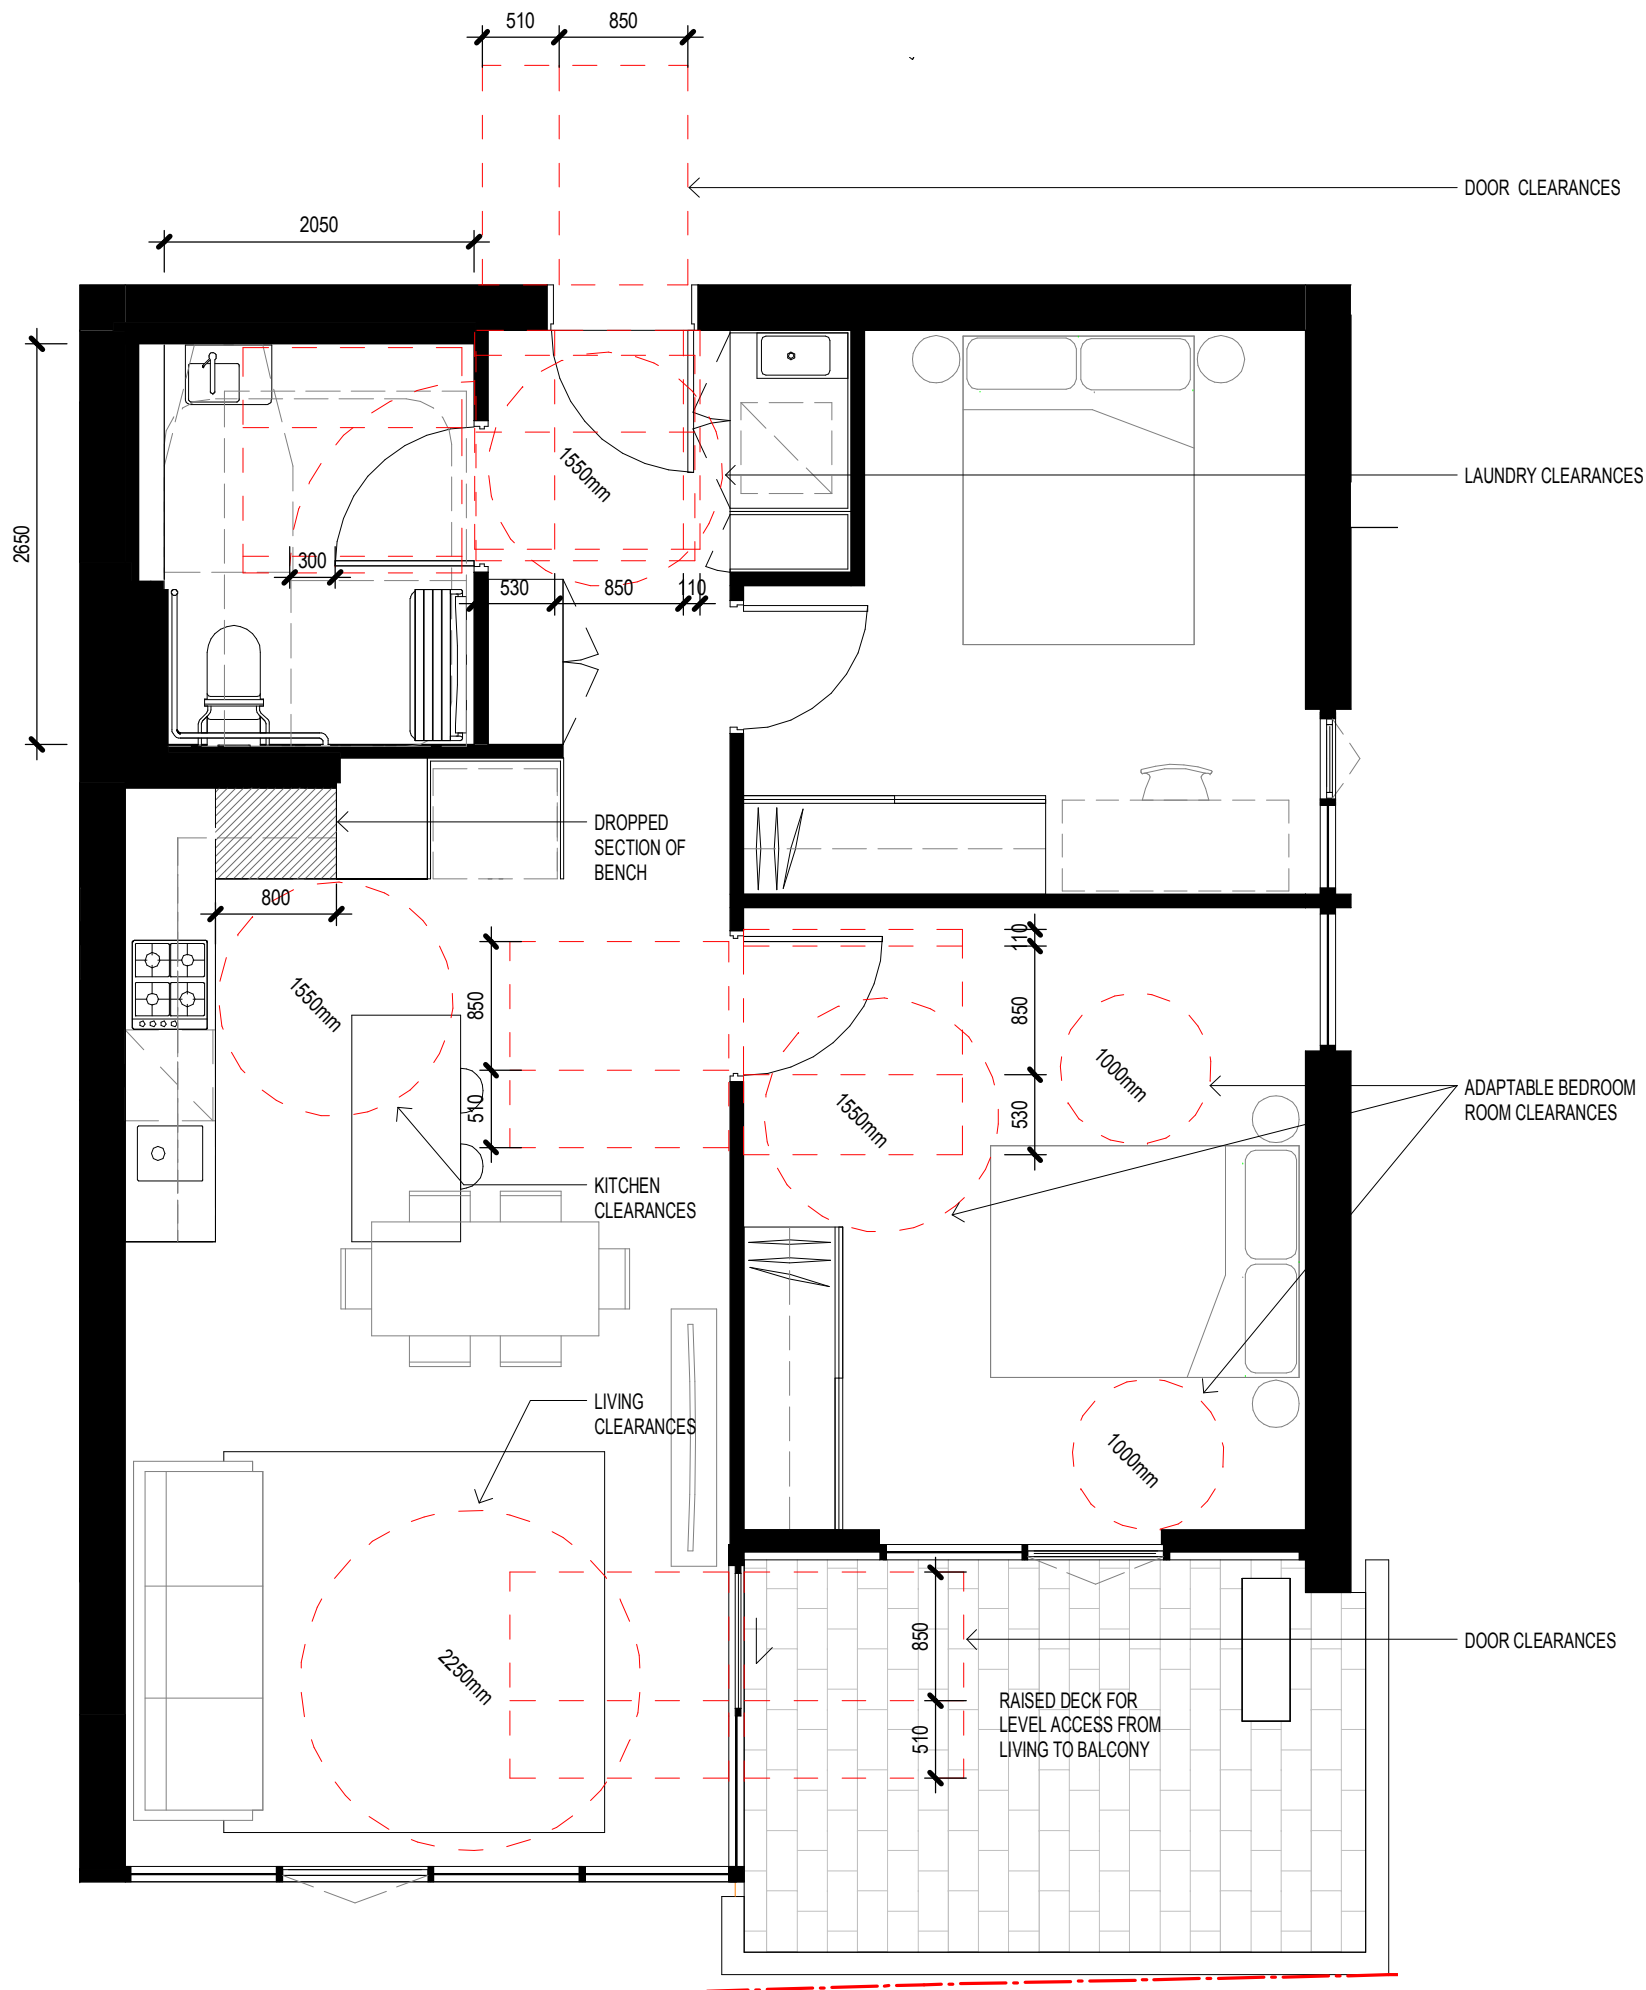 510
850
DOOR CLEARANCES
2050
1550mm
LAUNDRY CLEARANCES
2650
300
530
850
110
DROPPED
SECTION OF
BENCH
800
110
850
850
1550mm
1000mm
ADAPTABLE BEDROOM
ROOM CLEARANCES
510
530
1550mm
KITCHEN
CLEARANCES
LIVING
CLEARANCES
1000mm
850
DOOR CLEARANCES
2250mm
510
RAISED DECK FOR
LEVEL ACCESS FROM
LIVING TO BALCONY